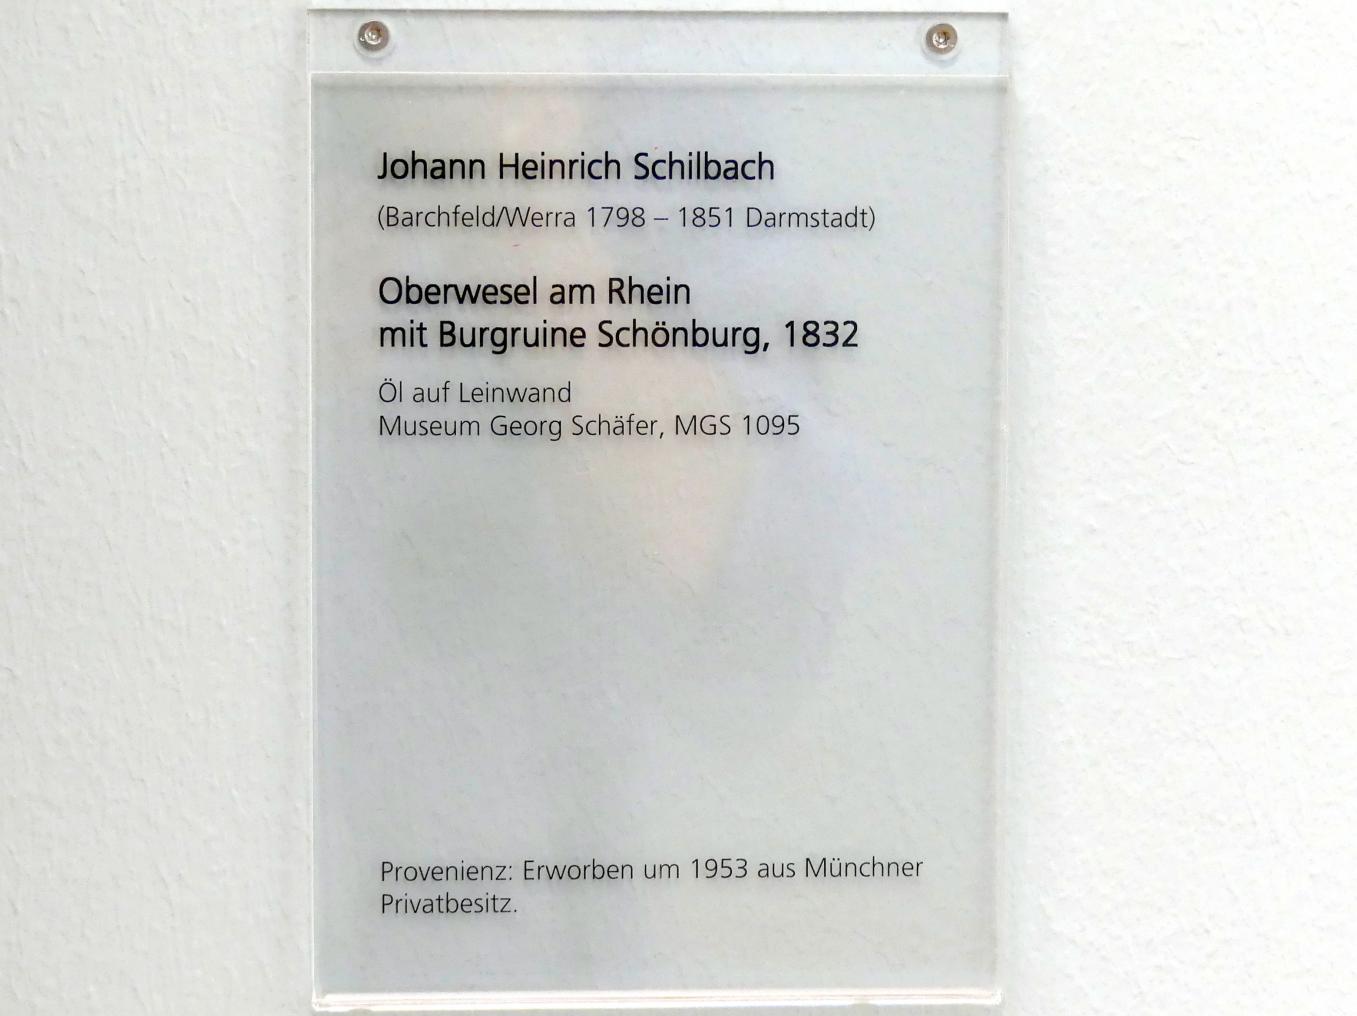 Johann Heinrich Schilbach
(Barchfeld/Werra 1798 – 1851 Darmstadt)
Oberwesel am Rhein
mit Burgruine Schönburg, 1832
Öl auf Leinwand
Museum Georg Schäfer, MGS 1095
Provenienz: Erworben um 1953 aus Münchner
Privatbesitz.